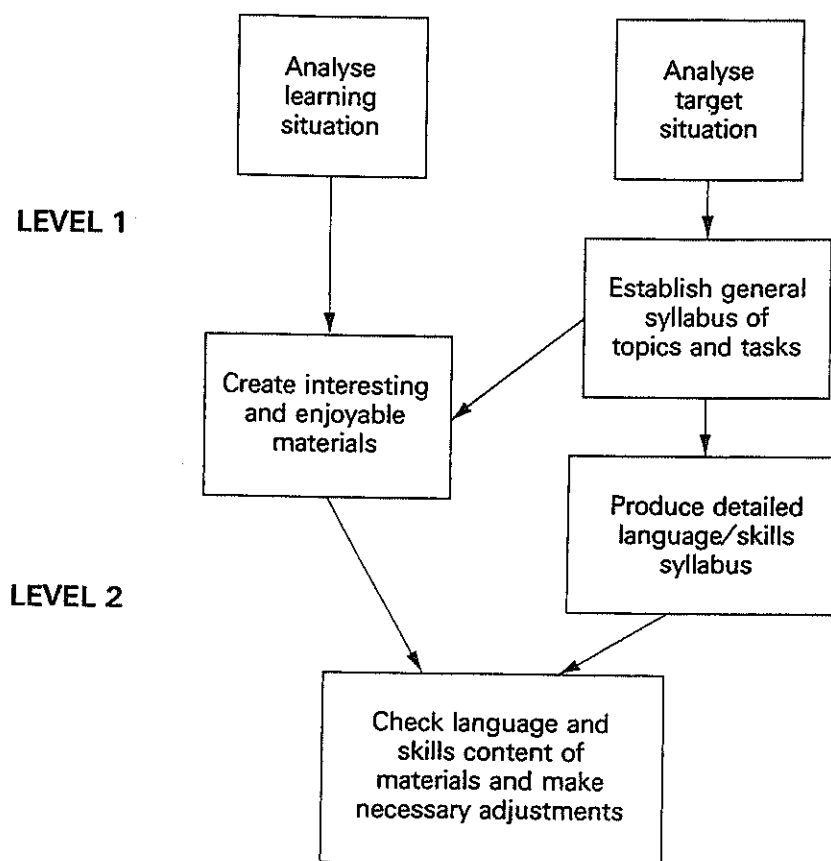 Analyse
learning
situation
Analyse
target
situation
LEVEL 1
Establish general
syllabus of
topics and tasks
Create interesting
and enjoyable
materials
Produce detailed
language/skills
syllabus
LEVEL 2
Check language and
skills content of
materials and make
necessary adjustments